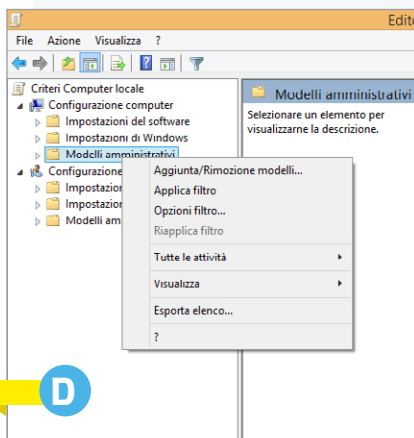 Edito
File Azione Visualizza ?
Criteri Computer locale
Configurazione computer
Impostazioni del software
Impostazioni di Windows
Modelli amministrativi
Configurazione
Impostazior
Impostazior
Modelli am
Modelli amministrativi
Selezionare un elemento per
visualizzarne la descrizione.
Aggiunta/Rimozione modelli...
Applica filtro
Opzioni filtro...
Riapplica filtro
Tutte le attività
Visualizza
Esporta elenco...
?
D